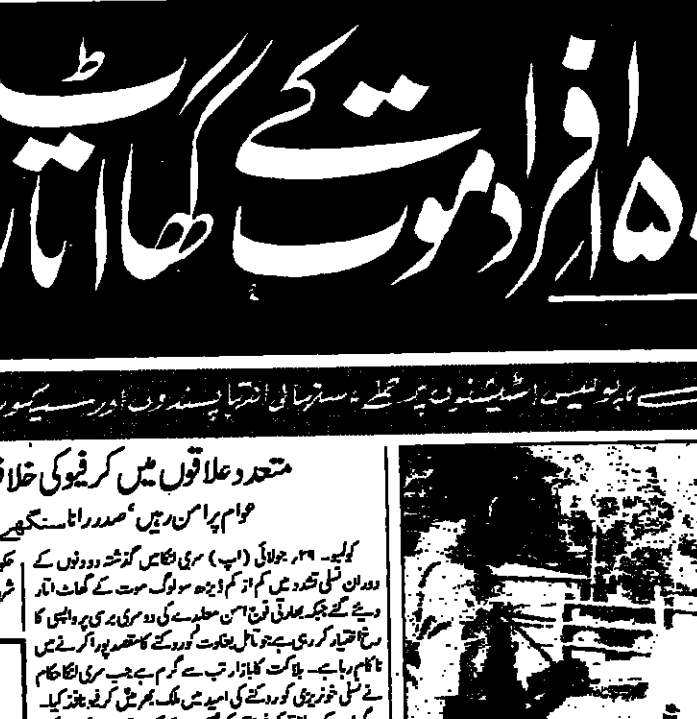 ۵ افراد موت کے گھاٹ اتار
پولیس اسٹیشنوں پر حملے ، سنہالی انتہا پسندوں اور سیکیور
متعدد علاقوں میں کرفیو کی خلا
عوام پرامن رہیں‘ صدر رانا سنگھے
کولمبو۔ ۲۹؍ جولائی (اپ) سری لنکا میں گذشتہ دو دنوں کے
دوران نسلی تشدد میں کم از کم ڈیڑھ سو لوگ موت کے گھاٹ اتار
دیئے گئے جبکہ بھارتی فوج امن معاہدے کی دوسری برسی پر واپسی کا
رخ اختیار کر رہی ہے جو تامل بغاوت کو روکنے کا مقصد پورا کرنے میں
ناکام رہا ہے۔ ہلاکت کا بازار تب سے گرم ہے جب سری لنکا حکام
نے نسلی خونریزی کو روکنے کی امید میں ملک بھر میں کرفیو نافذ کیا۔